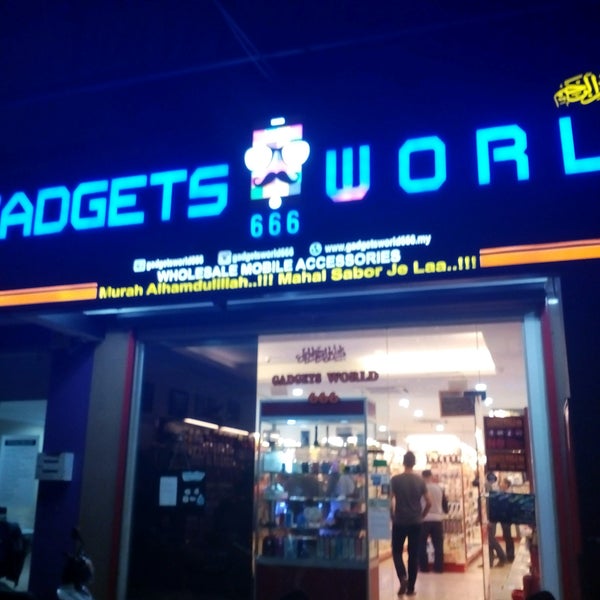 GADGETS WORL
666
gadgetsworld666 gadgetsworld666 www.gadgetsworld666.my
WHOLESALE MOBILE ACCESSORIES
Murah Alhamdulillah..!!! Mahal Sabor Je Laa..!!!
GADGETS WORLD
666